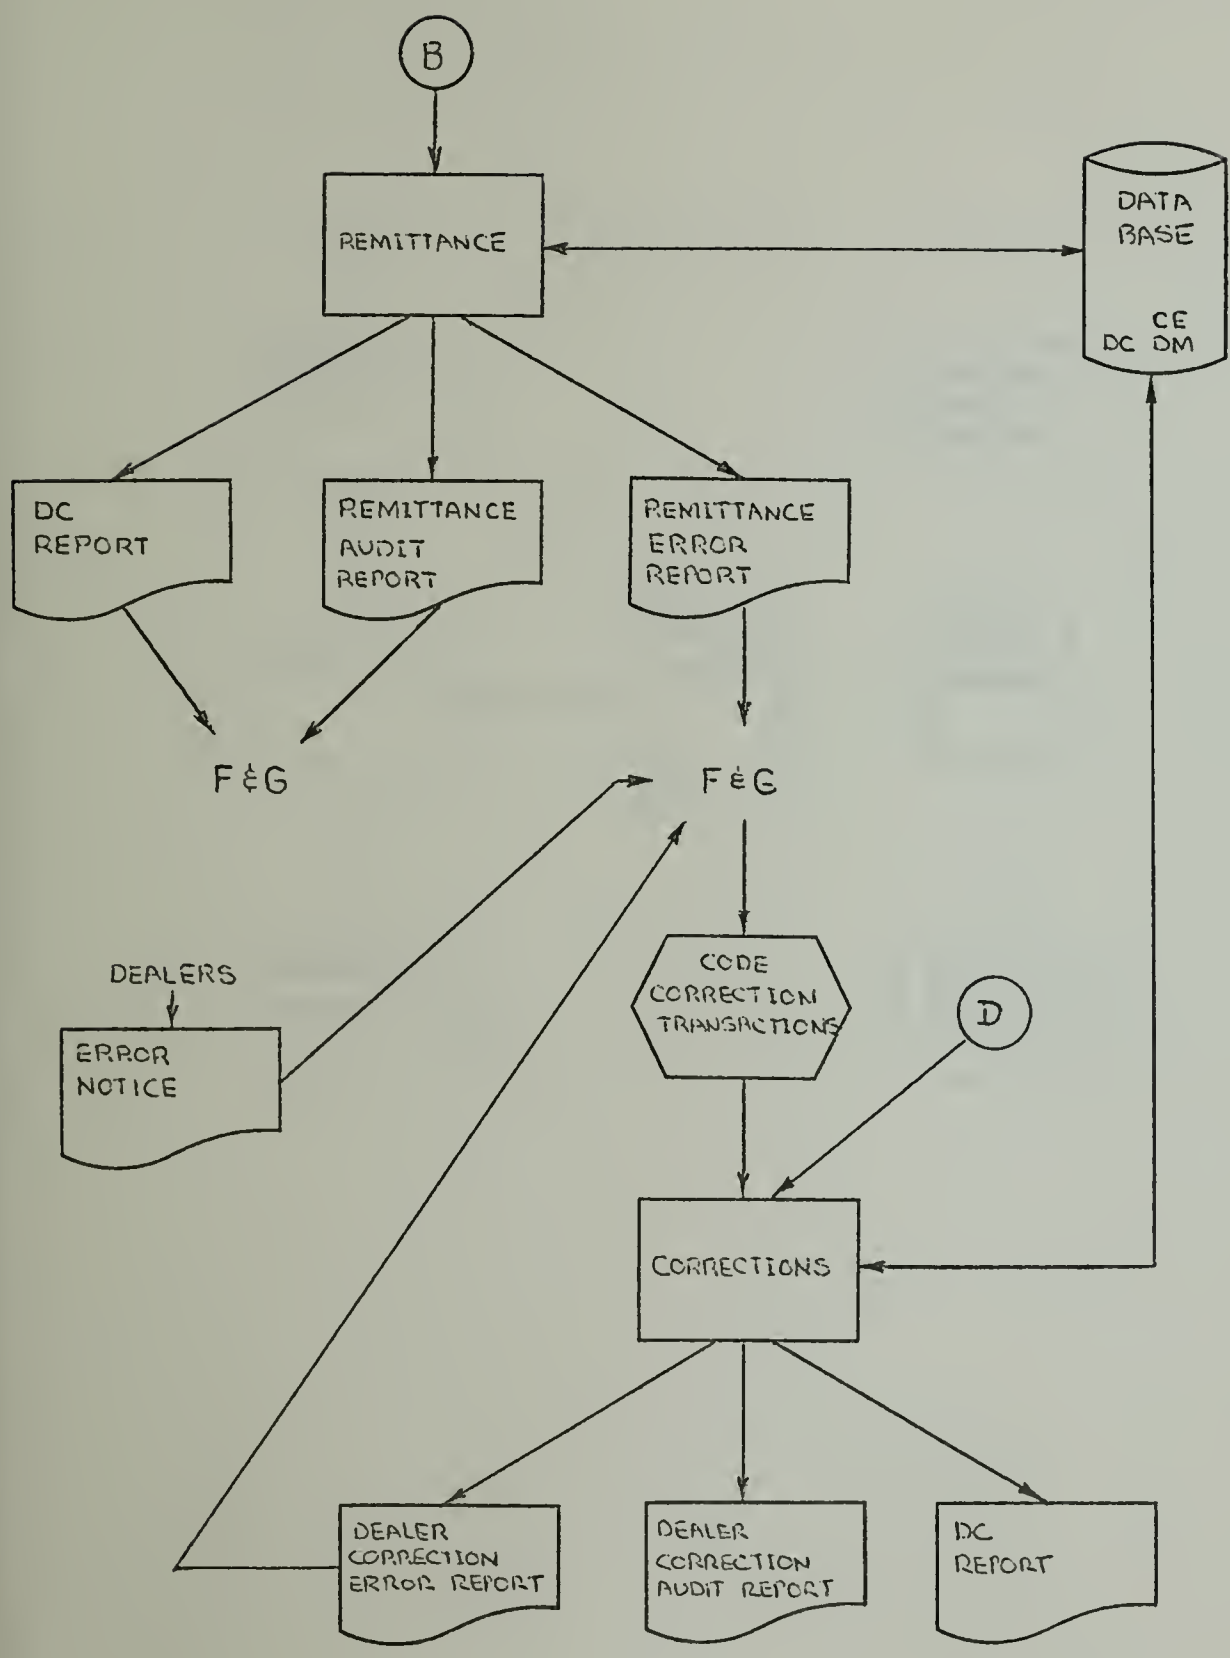 B
REMITTANCE
DATA
BASE
CE
DC DM
DC
REPORT
REMITTANCE
AUDIT
REPORT
REMITTANCE
ERROR
REPORT
F & G
F & G
DEALERS
ERROR
NOTICE
CODE
CORRECTION
TRANSACTIONS
D
CORRECTIONS
DEALER
CORRECTION
ERROR REPORT
DEALER
CORRECTION
AUDIT REPORT
DC
REPORT